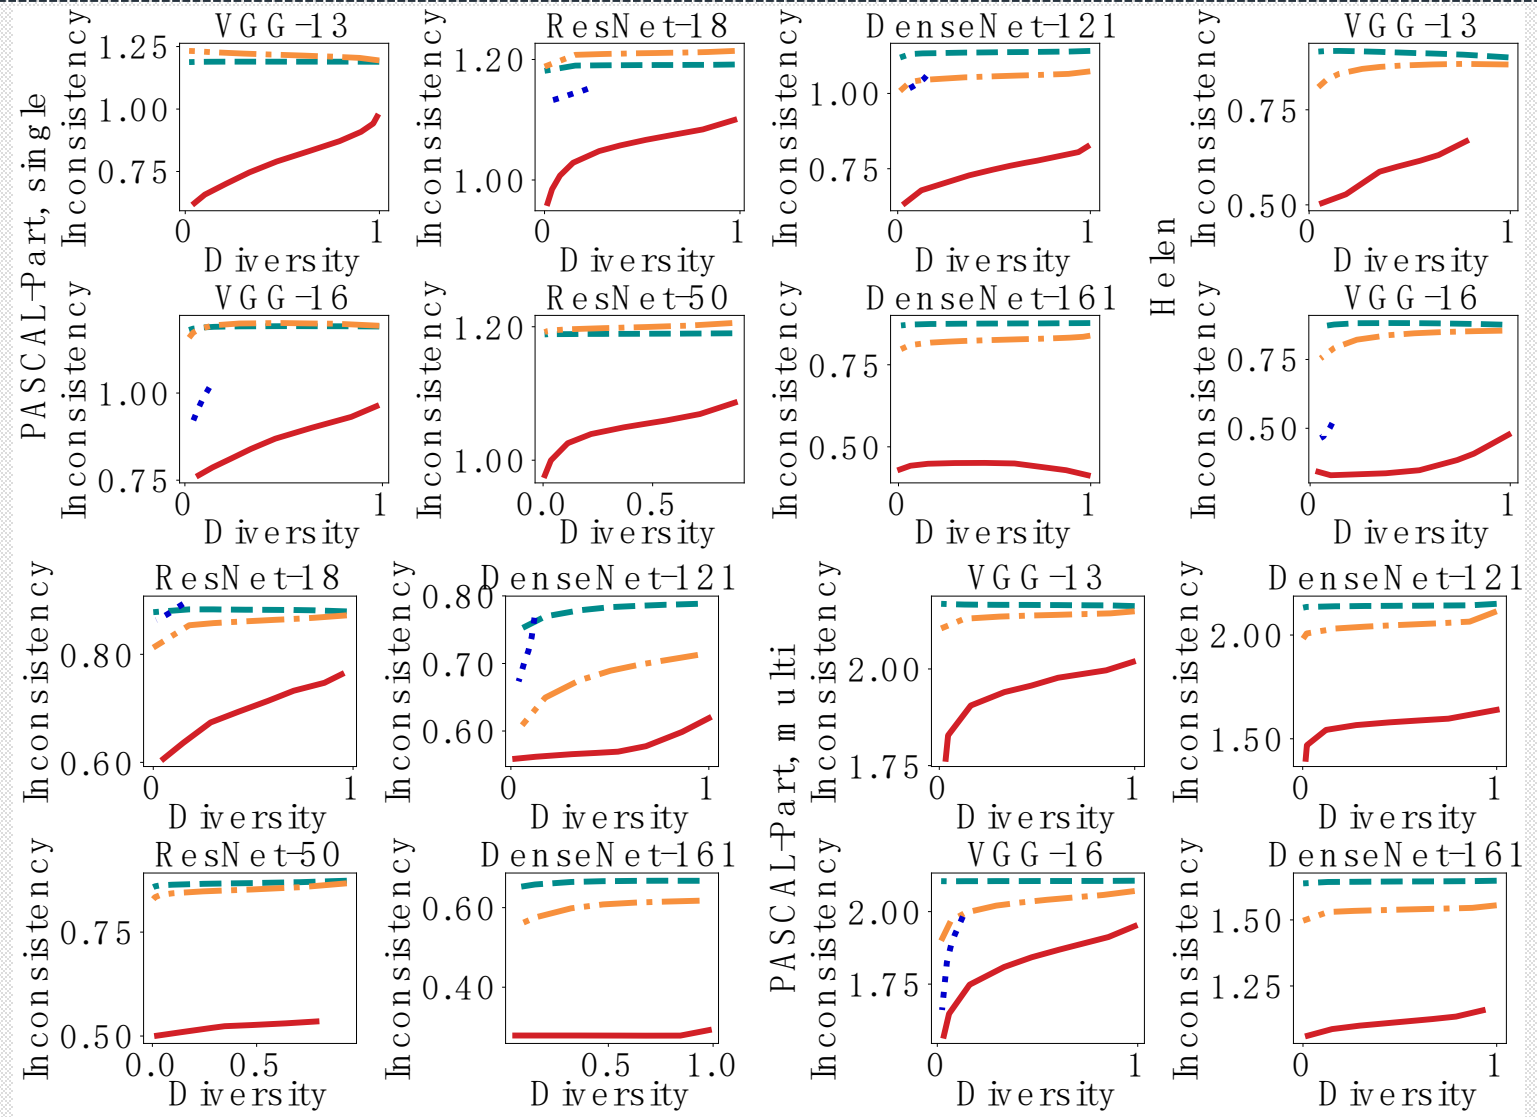 PASCAL-Part, single
VGG-13
Inconsistency
1.25
1.00
0.75
0
1
Diversity
ResNet-18
Inconsistency
1.20
1.00
0
1
Diversity
DenseNet-121
Inconsistency
1.00
0.75
0
1
Diversity
Helen
VGG-13
Inconsistency
0.75
0.50
0
1
Diversity
VGG-16
Inconsistency
1.00
0.75
0
1
Diversity
ResNet-50
Inconsistency
1.20
1.00
0.0
0.5
Diversity
DenseNet-161
Inconsistency
0.75
0.50
0
1
Diversity
VGG-16
Inconsistency
0.75
0.50
0
1
Diversity
ResNet-18
Inconsistency
0.80
0.60
0
1
Diversity
DenseNet-121
Inconsistency
0.80
0.70
0.60
0
1
Diversity
PASCAL-Part, multi
VGG-13
Inconsistency
2.00
1.75
0
1
Diversity
DenseNet-121
Inconsistency
2.00
1.50
0
1
Diversity
ResNet-50
Inconsistency
0.75
0.50
0.0
0.5
Diversity
DenseNet-161
Inconsistency
0.60
0.40
0.5
1.0
Diversity
VGG-16
Inconsistency
2.00
1.75
0
1
Diversity
DenseNet-161
Inconsistency
1.50
1.25
0
1
Diversity